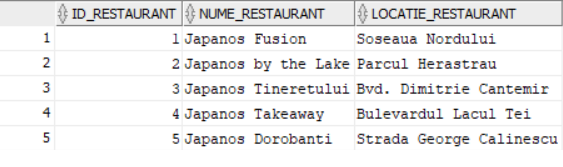 ID_RESTAURANT NUME_RESTAURANT LOCATIE_RESTAURANT
1 1 Japanos Fusion Soseaua Nordului
2 2 Japanos by the Lake Parcul Herastrau
3 3 Japanos Tineretului Bvd. Dimitrie Cantemir
4 4 Japanos Takeaway Bulevardul Lacul Tei
5 5 Japanos Dorobanti Strada George Calinescu